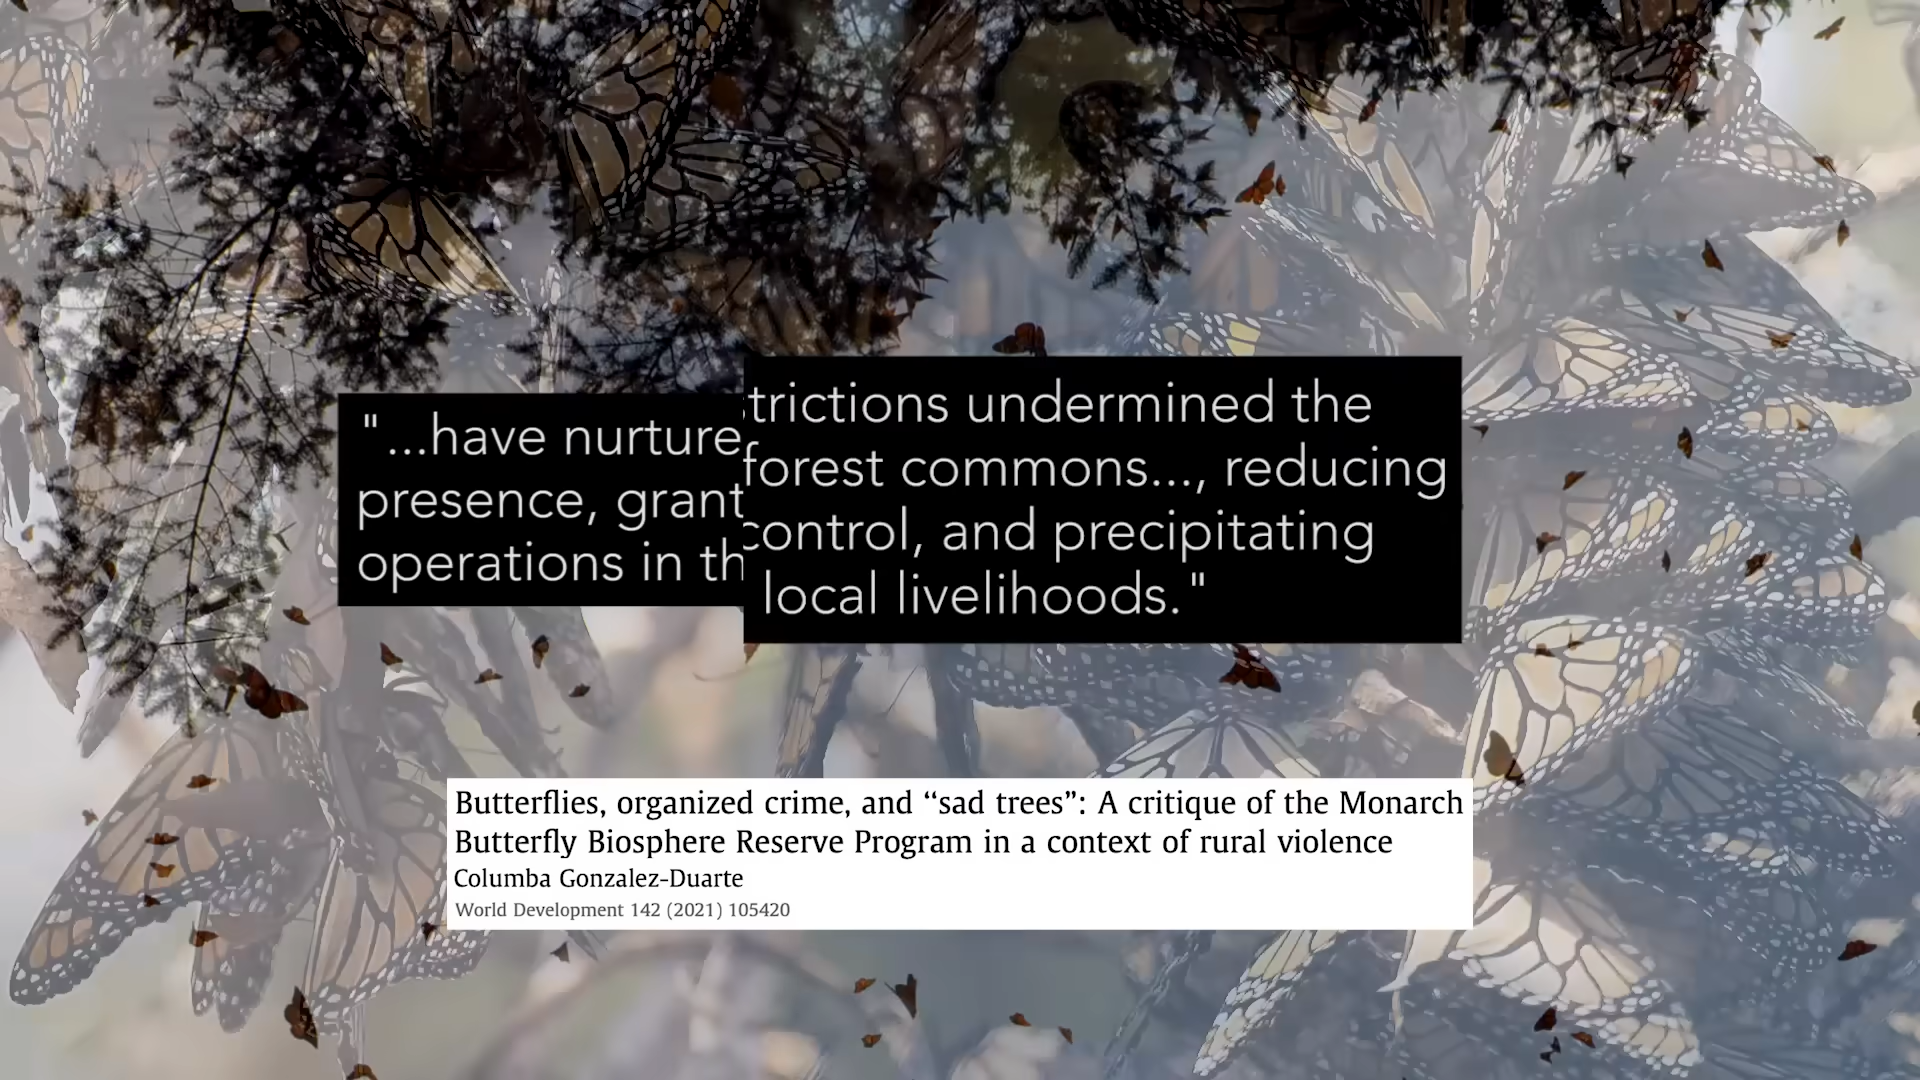 "...have nurture
presence, grant
operations in th
trictions undermined the
forest commons..., reducing
control, and precipitating
local livelihoods."
Butterflies, organized crime, and “sad trees”: A critique of the Monarch
Butterfly Biosphere Reserve Program in a context of rural violence
Columba Gonzalez-Duarte
World Development 142 (2021) 105420